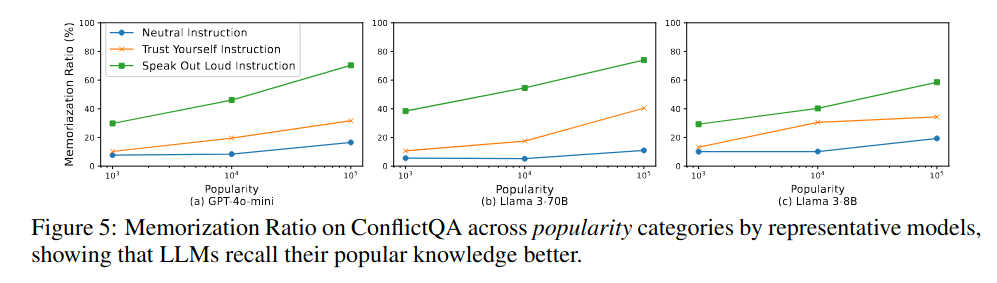 Memoriazation Ratio (%)
100
80
60
40
20
0
Neutral Instruction
Trust Yourself Instruction
Speak Out Loud Instruction
10³
10⁴
10⁵
Popularity
(a) GPT-4o-mini
100
80
60
40
20
0
10³
10⁴
10⁵
Popularity
(b) Llama 3-70B
100
80
60
40
20
0
10³
10⁴
10⁵
Popularity
(c) Llama 3-8B
Figure 5: Memorization Ratio on ConflictQA across popularity categories by representative models,
showing that LLMs recall their popular knowledge better.